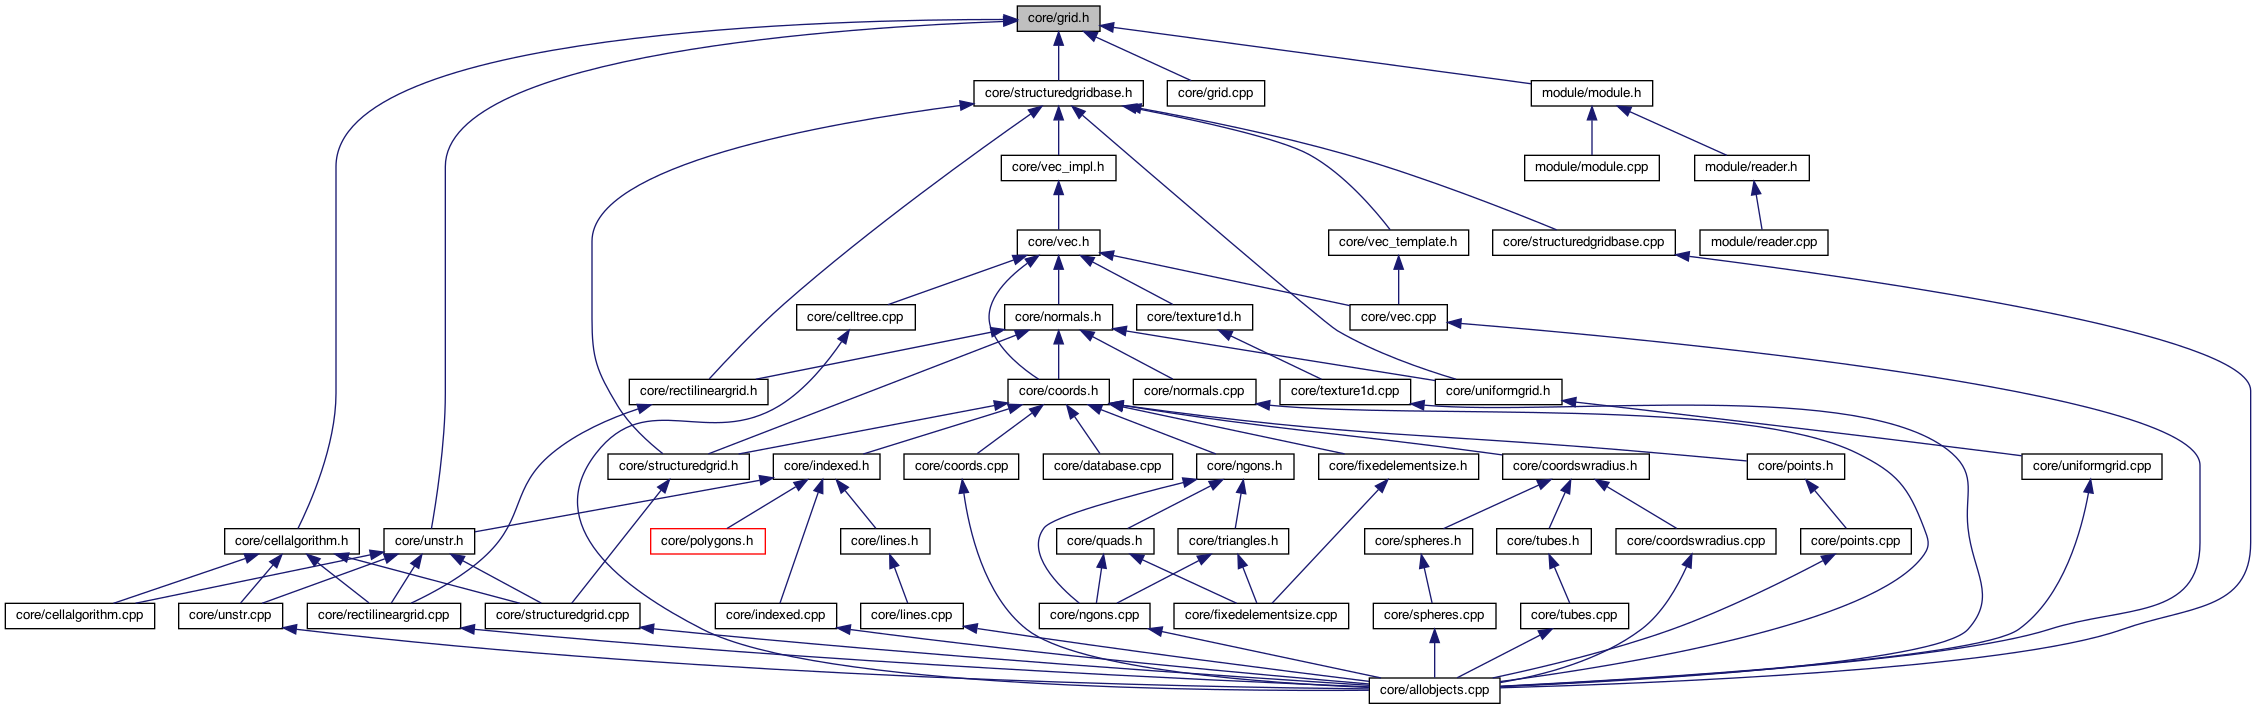 core/grid.h
core/structuredgridbase.h
core/grid.cpp
module/module.h
core/vec_impl.h
module/module.cpp
module/reader.h
core/vec.h
core/vec_template.h
core/structuredgridbase.cpp
module/reader.cpp
core/celltree.cpp
core/normals.h
core/texture1d.h
core/vec.cpp
core/rectilineargrid.h
core/coords.h
core/normals.cpp
core/texture1d.cpp
core/uniformgrid.h
core/structuredgrid.h
core/indexed.h
core/coords.cpp
core/database.cpp
core/ngons.h
core/fixedelementsize.h
core/coordswradius.h
core/points.h
core/uniformgrid.cpp
core/cellalgorithm.h
core/unstr.h
core/polygons.h
core/lines.h
core/quads.h
core/triangles.h
core/spheres.h
core/tubes.h
core/coordswradius.cpp
core/points.cpp
core/cellalgorithm.cpp
core/unstr.cpp
core/rectilineargrid.cpp
core/structuredgrid.cpp
core/indexed.cpp
core/lines.cpp
core/ngons.cpp
core/fixedelementsize.cpp
core/spheres.cpp
core/tubes.cpp
core/allobjects.cpp